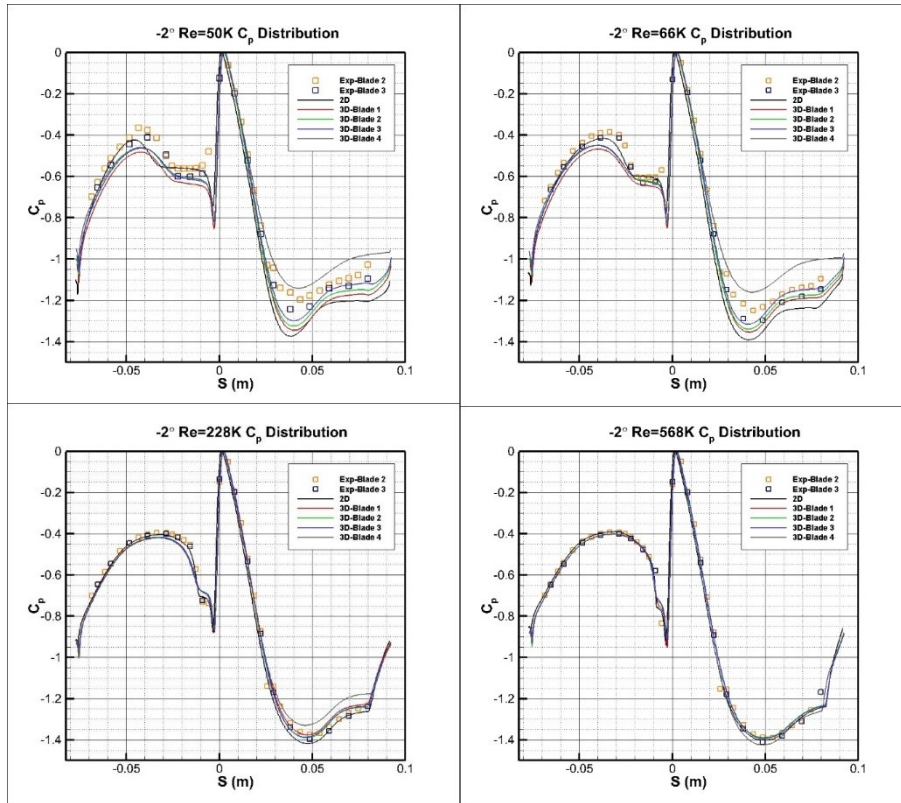 -2° Re=50K Cp Distribution
0
-0.2
-0.4
-0.6
-0.8
-1
-1.2
-1.4
Cp
-0.05
0
0.05
0.1
S (m)
Exp-Blade 2
Exp-Blade 3
2D
3D-Blade 1
3D-Blade 2
3D-Blade 3
3D-Blade 4
-2° Re=66K Cp Distribution
0
-0.2
-0.4
-0.6
-0.8
-1
-1.2
-1.4
Cp
-0.05
0
0.05
0.1
S (m)
Exp-Blade 2
Exp-Blade 3
2D
3D-Blade 1
3D-Blade 2
3D-Blade 3
3D-Blade 4
-2° Re=228K Cp Distribution
0
-0.2
-0.4
-0.6
-0.8
-1
-1.2
-1.4
Cp
-0.05
0
0.05
0.1
S (m)
Exp-Blade 2
Exp-Blade 3
2D
3D-Blade 1
3D-Blade 2
3D-Blade 3
3D-Blade 4
-2° Re=568K Cp Distribution
0
-0.2
-0.4
-0.6
-0.8
-1
-1.2
-1.4
Cp
-0.05
0
0.05
0.1
S (m)
Exp-Blade 2
Exp-Blade 3
2D
3D-Blade 1
3D-Blade 2
3D-Blade 3
3D-Blade 4